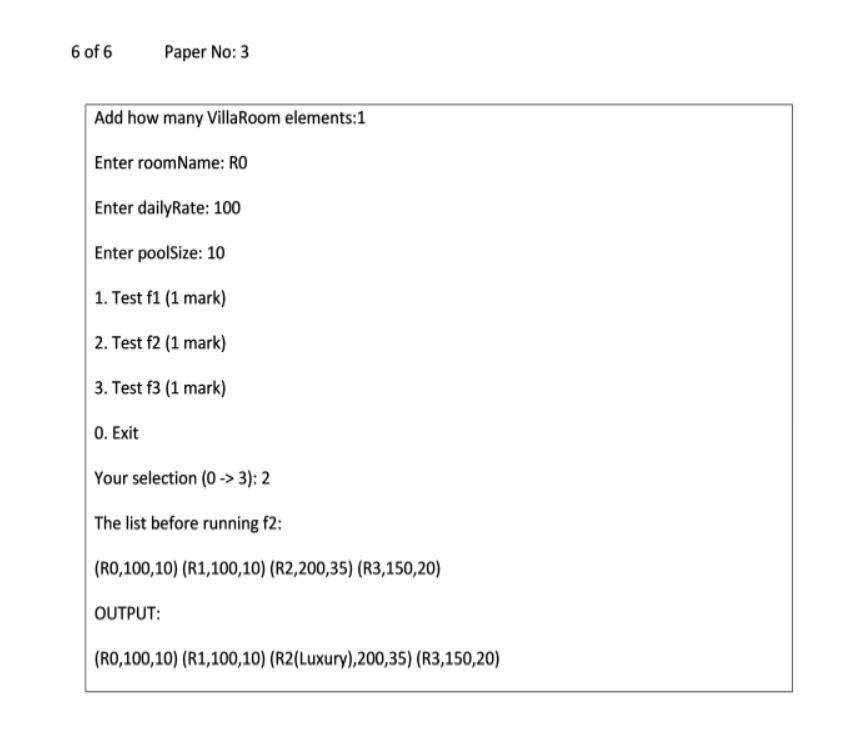 6 of 6 Paper No: 3
Add how many VillaRoom elements:1
Enter roomName: R0
Enter dailyRate: 100
Enter poolSize: 10
1. Test f1 (1 mark)
2. Test f2 (1 mark)
3. Test f3 (1 mark)
0. Exit
Your selection (0 -> 3): 2
The list before running f2:
(R0,100,10) (R1,100,10) (R2,200,35) (R3,150,20)
OUTPUT:
(R0,100,10) (R1,100,10) (R2(Luxury),200,35) (R3,150,20)